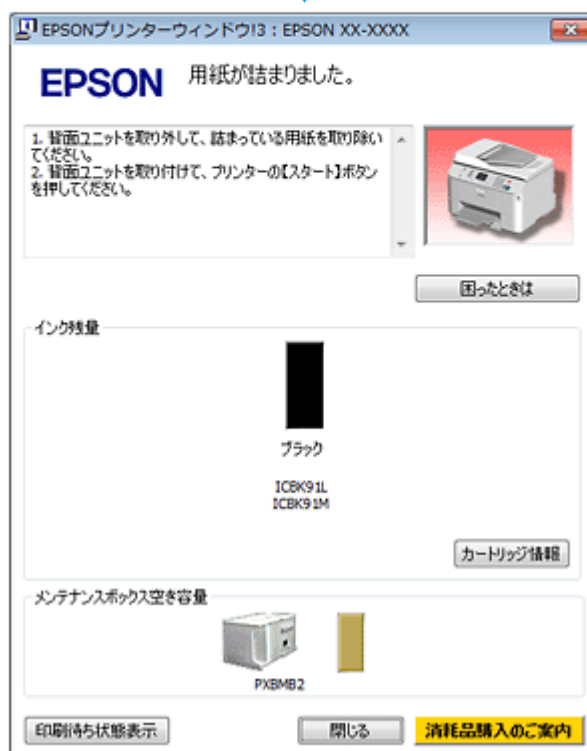 EPSONプリンターウィンドウ!3 : EPSON XX-XXXX
EPSON
用紙が詰まりました。
1. 背面ユニットを取り外して、詰まっている用紙を取り除い
てください。
2. 背面ユニットを取り付けて、プリンターの【スタート】ボタン
を押してください。
困ったときは
インク残量
ブラック
ICBK91L
ICBK91M
カートリッジ情報
メンテナンスボックス空き容量
PXBMB2
印刷待ち状態表示
閉じる
消耗品購入のご案内